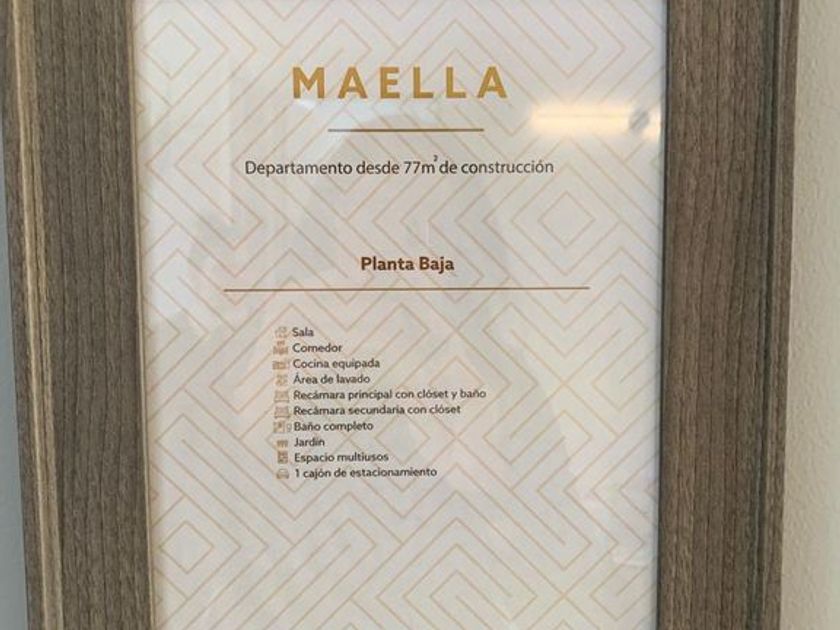 MAELLA
Departamento desde 77m² de construcción
Planta Baja
Sala
Comedor
Cocina equipada
Área de lavado
Recámara principal con clóset y baño
Recámara secundaria con clóset
Baño completo
Jardín
Espacio multiusos
1 cajón de estacionamiento